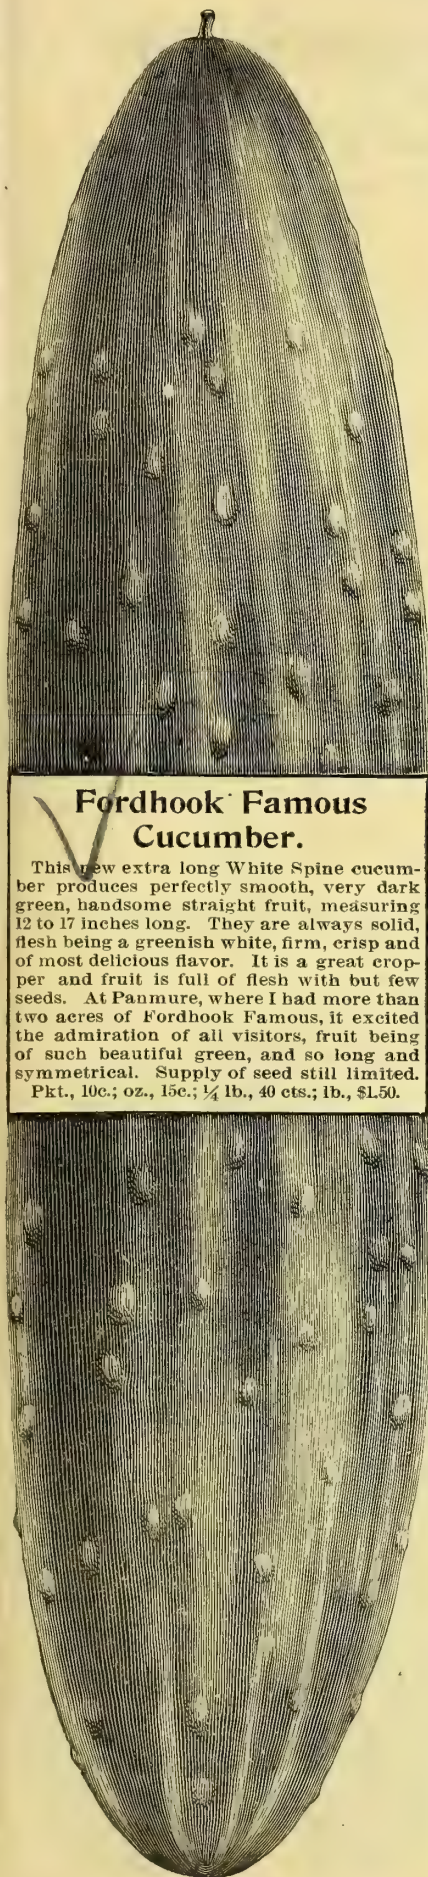 Fordhook Famous
Cucumber.
This new extra long White Spine cucum-
ber produces perfectly smooth, very dark
green, handsome straight fruit, measuring
12 to 17 inches long. They are always solid,
flesh being a greenish white, firm, crisp and
of most delicious flavor. It is a great crop-
per and fruit is full of flesh with but few
seeds. At Panmure, where I had more than
two acres of Fordhook Famous, it excited
the admiration of all visitors, fruit being
of such beautiful green, and so long and
symmetrical. Supply of seed still limited.
Pkt., 10c.; oz., 15c.; ¼ lb., 40 cts.; lb., $1.50.